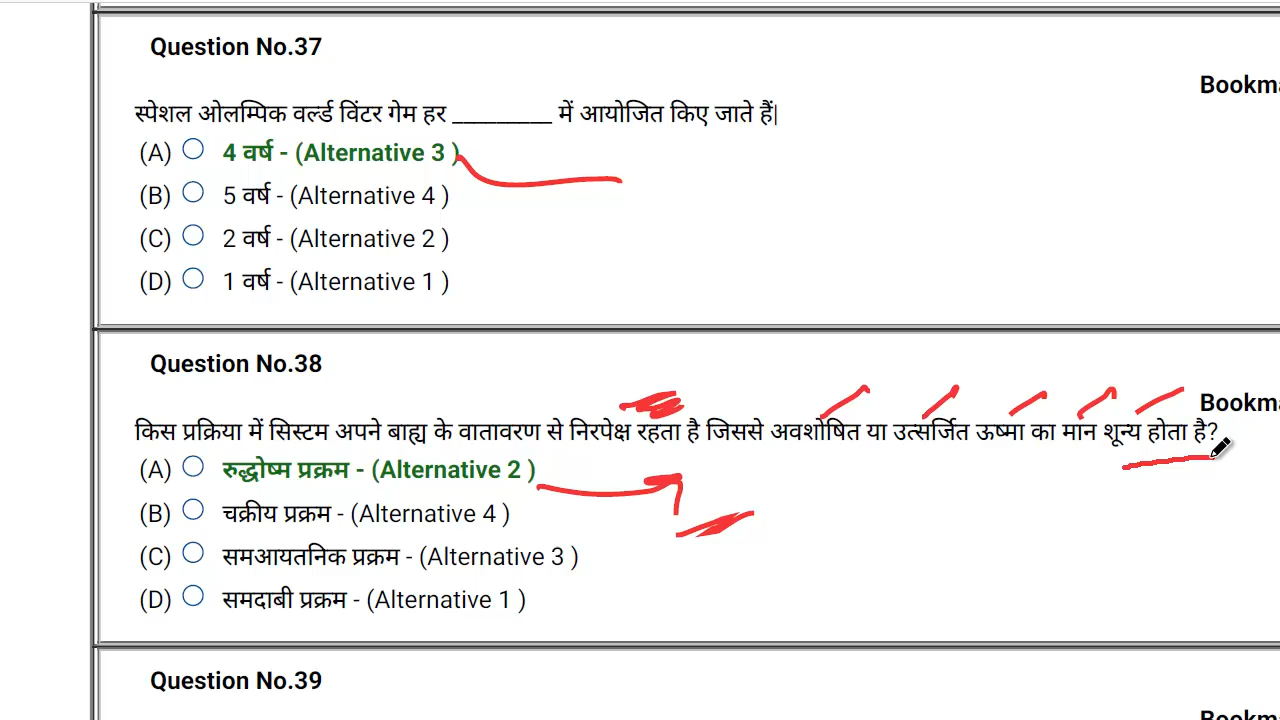 Question No.37
Bookma
स्पेशल ओलम्पिक वर्ल्ड विंटर गेम हर _________ में आयोजित किए जाते हैं|
(A) 4 वर्ष - (Alternative 3 )
(B) 5 वर्ष - (Alternative 4 )
(C) 2 वर्ष - (Alternative 2 )
(D) 1 वर्ष - (Alternative 1 )
Question No.38
Bookma
किस प्रक्रिया में सिस्टम अपने बाह्य के वातावरण से निरपेक्ष रहता है जिससे अवशोषित या उत्सर्जित ऊष्मा का मान शून्य होता है?
(A) रुद्धोष्म प्रक्रम - (Alternative 2 )
(B) चक्रीय प्रक्रम - (Alternative 4 )
(C) समआयतनिक प्रक्रम - (Alternative 3 )
(D) समदाबी प्रक्रम - (Alternative 1 )
Question No.39